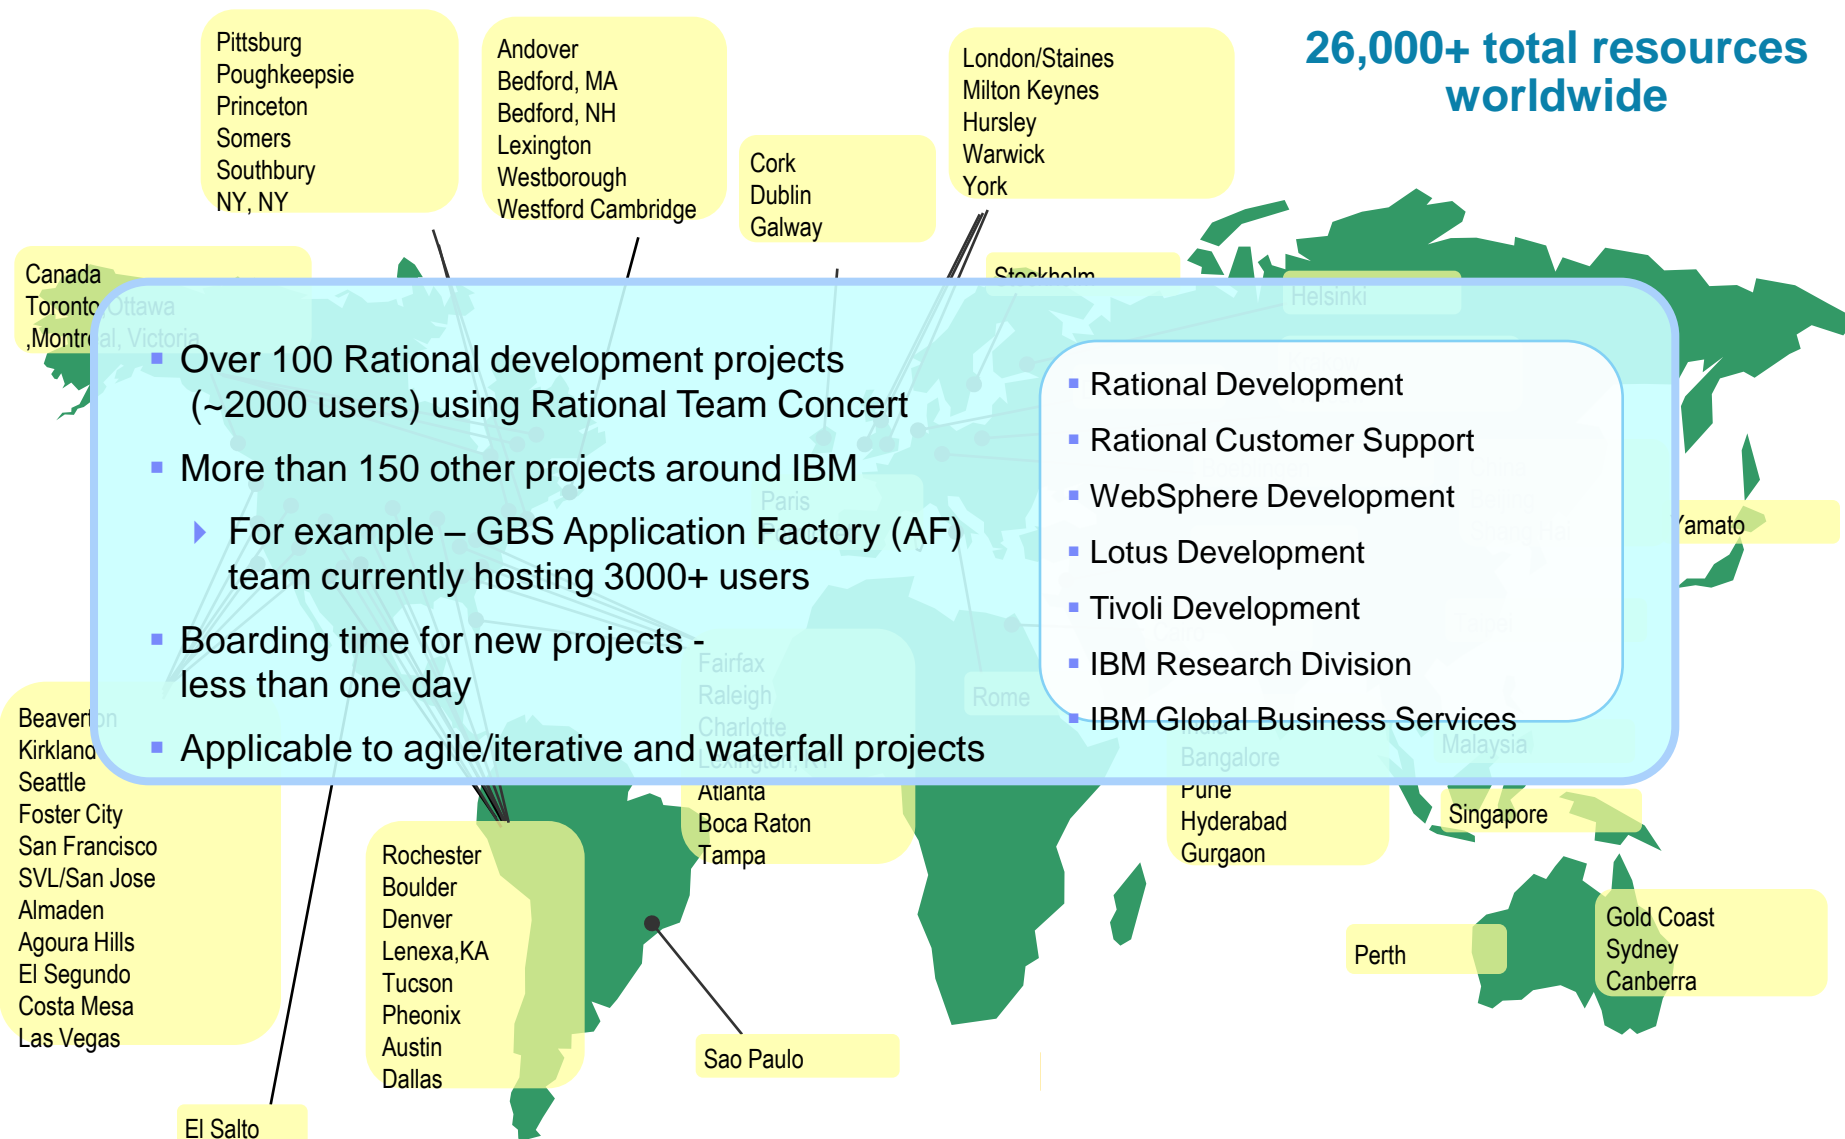 26,000+ total resources
worldwide
Pittsburg
Poughkeepsie
Princeton
Somers
Southbury
NY, NY
Andover
Bedford, MA
Bedford, NH
Lexington
Westborough
Westford Cambridge
Cork
Dublin
Galway
London/Staines
Milton Keynes
Hursley
Warwick
York
Canada
Toronto,Ottawa
,Montreal, Victoria
Stockholm
Helsinki
▪ Over 100 Rational development projects
(~2000 users) using Rational Team Concert
▪ More than 150 other projects around IBM
For example – GBS Application Factory (AF)
team currently hosting 3000+ users
▪ Boarding time for new projects -
less than one day
▪ Applicable to agile/iterative and waterfall projects
▪ Rational Development
▪ Rational Customer Support
▪ WebSphere Development
▪ Lotus Development
▪ Tivoli Development
▪ IBM Research Division
▪ IBM Global Business Services
Paris
Yamato
Rome
Fairfax
Raleigh
Charlotte
Lexington, KY
Atlanta
Boca Raton
Tampa
India
Bangalore
Pune
Hyderabad
Gurgaon
Malaysia
Singapore
Beaverton
Kirkland
Seattle
Foster City
San Francisco
SVL/San Jose
Almaden
Agoura Hills
El Segundo
Costa Mesa
Las Vegas
Rochester
Boulder
Denver
Lenexa,KA
Tucson
Pheonix
Austin
Dallas
Sao Paulo
Perth
Gold Coast
Sydney
Canberra
El Salto